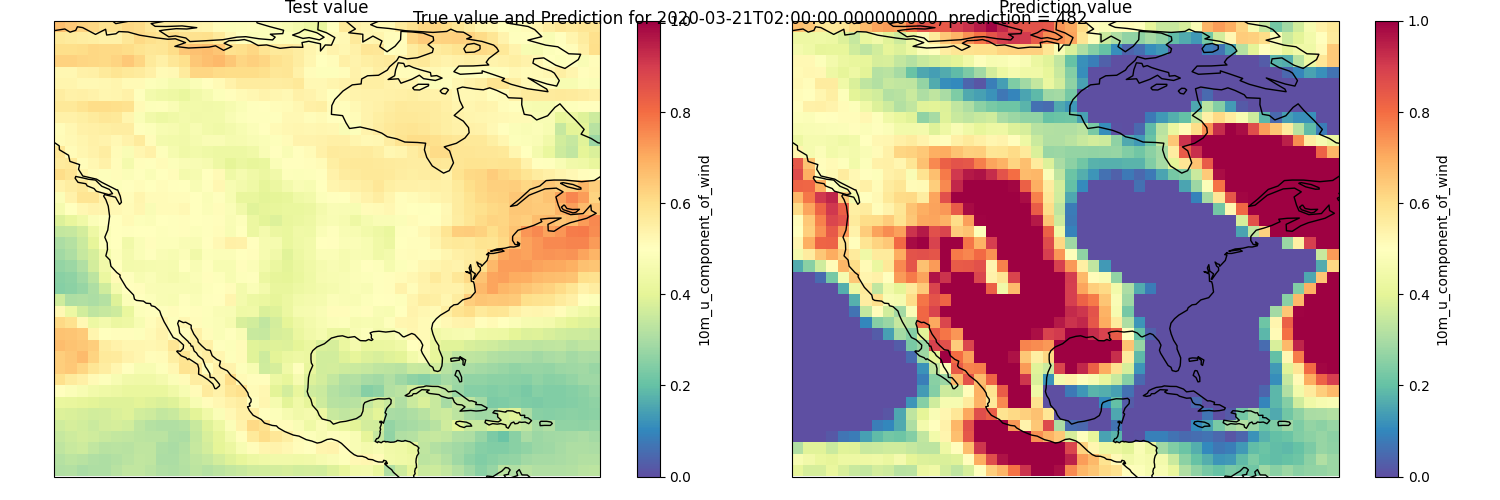 Test value
Prediction value
True value and Prediction for 2020-03-21T02:00:00.000000000, prediction = 482
1.0
0.8
0.6
0.4
0.2
0.0
10m_u_component_of_wind
1.0
0.8
0.6
0.4
0.2
0.0
10m_u_component_of_wind